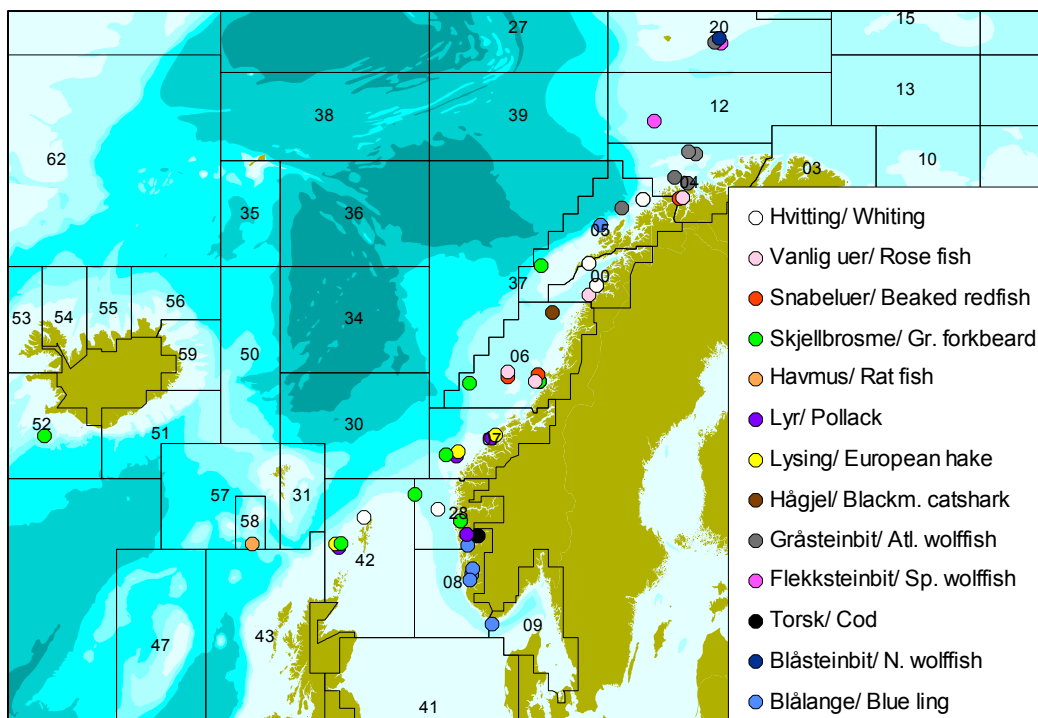 27
20
15
38
39
12
13
62
35
36
04
03
10
05
00
37
53
54
55
56
59
50
34
06
52
51
30
57
31
58
28
42
08
09
47
43
41
Hvitting/ Whiting
Vanlig uer/ Rose fish
Snabeluer/ Beaked redfish
Skjellbrosme/ Gr. forkbeard
Havmus/ Rat fish
Lyr/ Pollack
Lysing/ European hake
Hågjel/ Blackm. catshark
Gråsteinbit/ Atl. wolffish
Flekksteinbit/ Sp. wolffish
Torsk/ Cod
Blåsteinbit/ N. wolffish
Blålange/ Blue ling